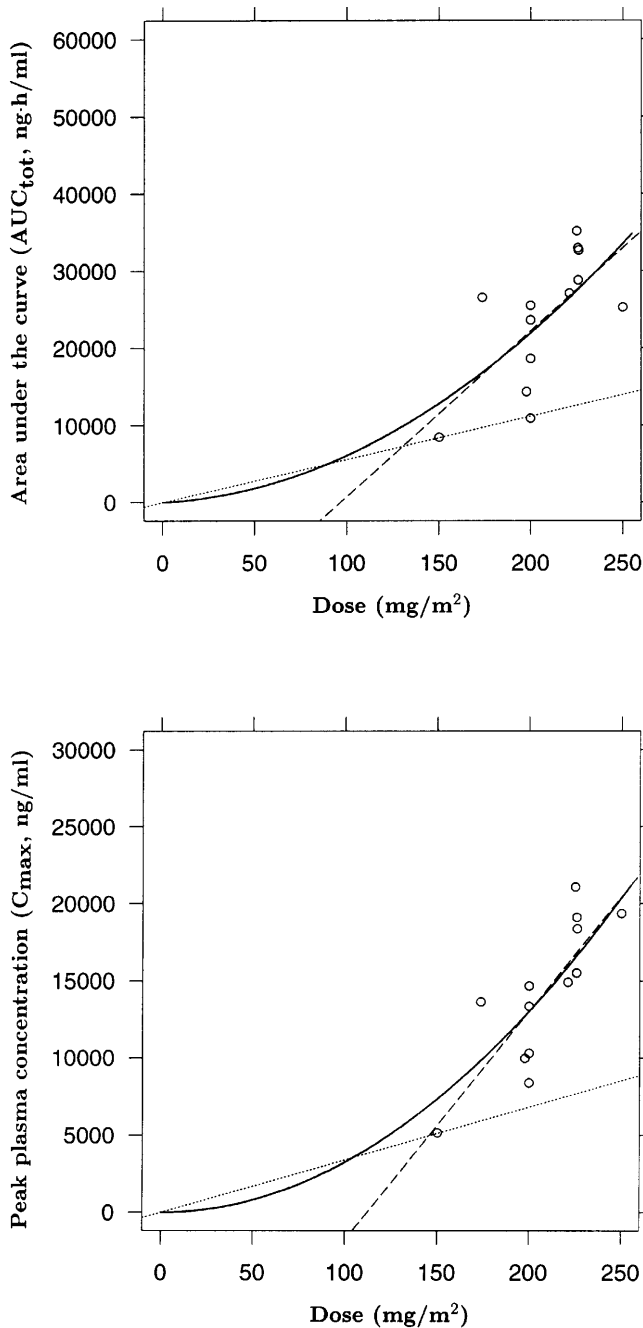 Area under the curve (AUCtot, ng·h/ml)
60000
50000
40000
30000
20000
10000
0
0 50 100 150 200 250
Dose (mg/m²)
Peak plasma concentration (Cmax, ng/ml)
30000
25000
20000
15000
10000
5000
0
0 50 100 150 200 250
Dose (mg/m²)